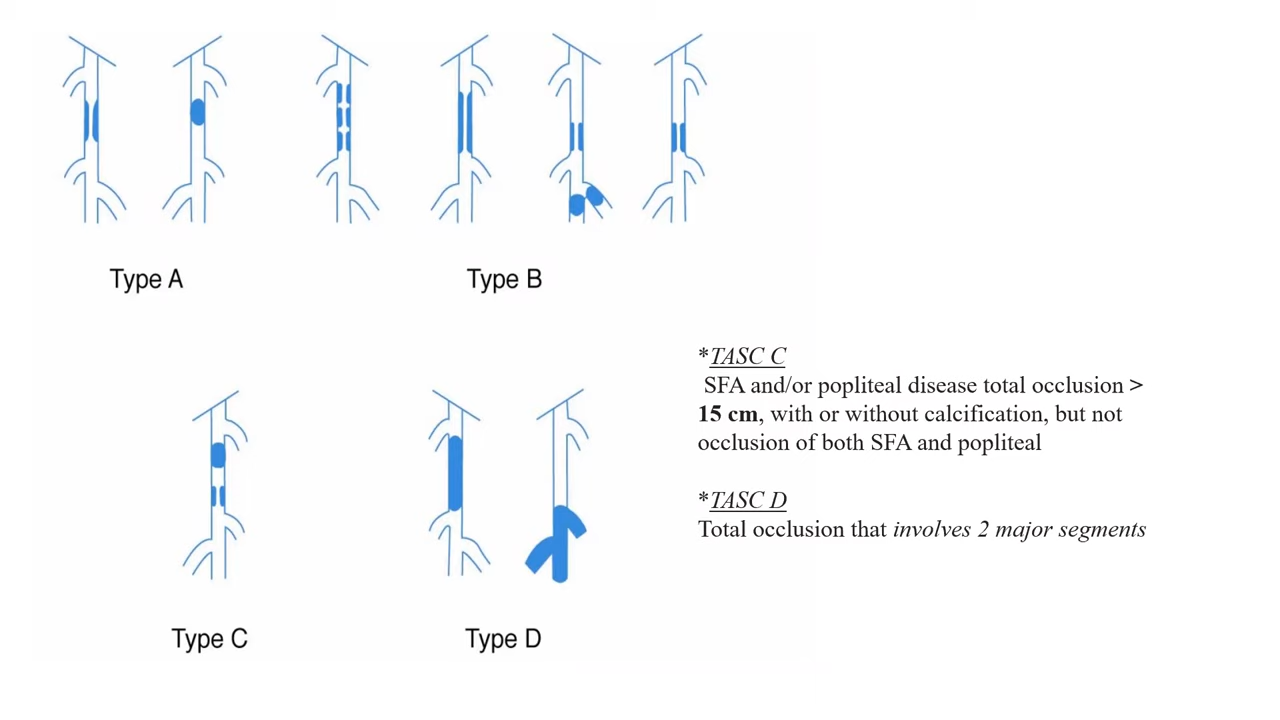 Type A
Type B
*TASC C
SFA and/or popliteal disease total occlusion >
15 cm, with or without calcification, but not
occlusion of both SFA and popliteal
*TASC D
Total occlusion that involves 2 major segments
Type C
Type D